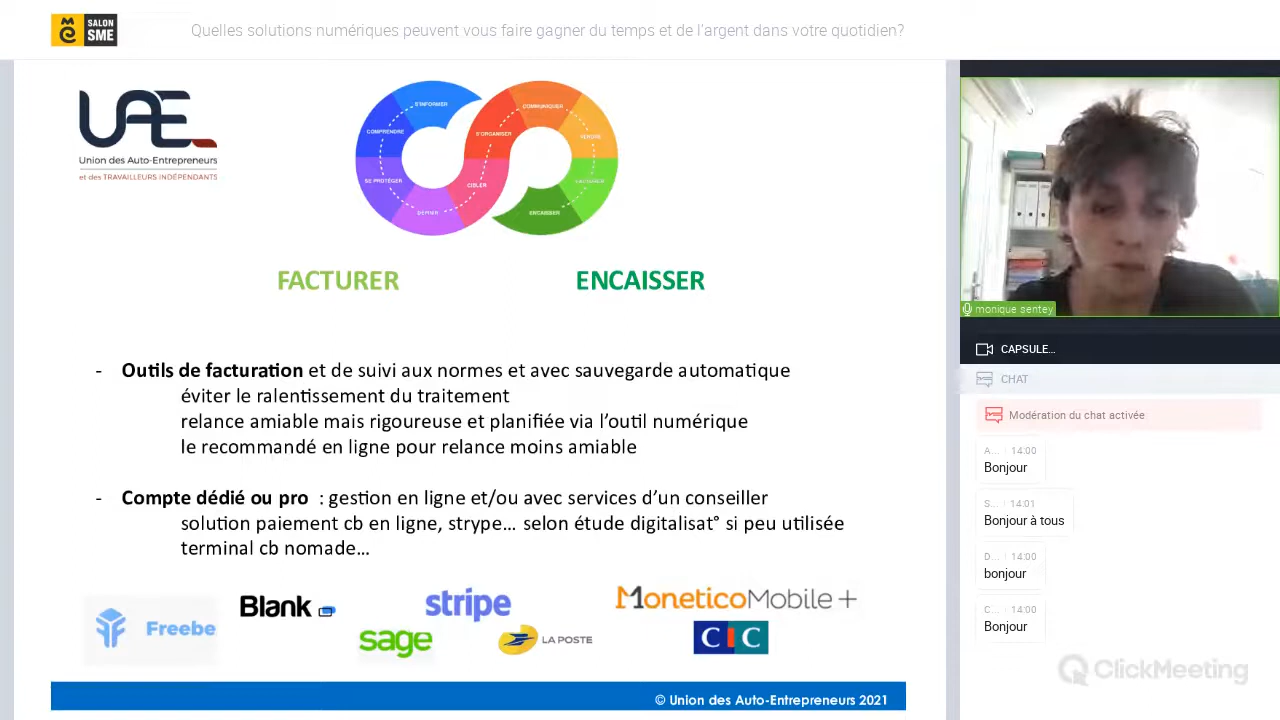 SALON
SME
Quelles solutions numériques peuvent vous faire gagner du temps et de l'argent dans votre quotidien?
UAE
Union des Auto-Entrepreneurs
et des TRAVAILLEURS INDÉPENDANTS
S'INFORMER
COMPRENDRE
SE PROTÉGER
DÉFINIR
CIBLER
S'ORGANISER
COMMUNIQUER
VENDRE
FACTURER
ENCAISSER
FACTURER
ENCAISSER
- Outils de facturation et de suivi aux normes et avec sauvegarde automatique
éviter le ralentissement du traitement
relance amiable mais rigoureuse et planifiée via l'outil numérique
le recommandé en ligne pour relance moins amiable
- Compte dédié ou pro : gestion en ligne et/ou avec services d'un conseiller
solution paiement cb en ligne, strype... selon étude digitalisat° si peu utilisée
terminal cb nomade...
Freebe
Blank
stripe
MoneticoMobile +
sage
LA POSTE
CIC
© Union des Auto-Entrepreneurs 2021
monique sentey
CAPSULE...
CHAT
Modération du chat activée
A... 14:00
Bonjour
S... 14:01
Bonjour à tous
D... 14:00
bonjour
C... 14:00
Bonjour
ClickMeeting